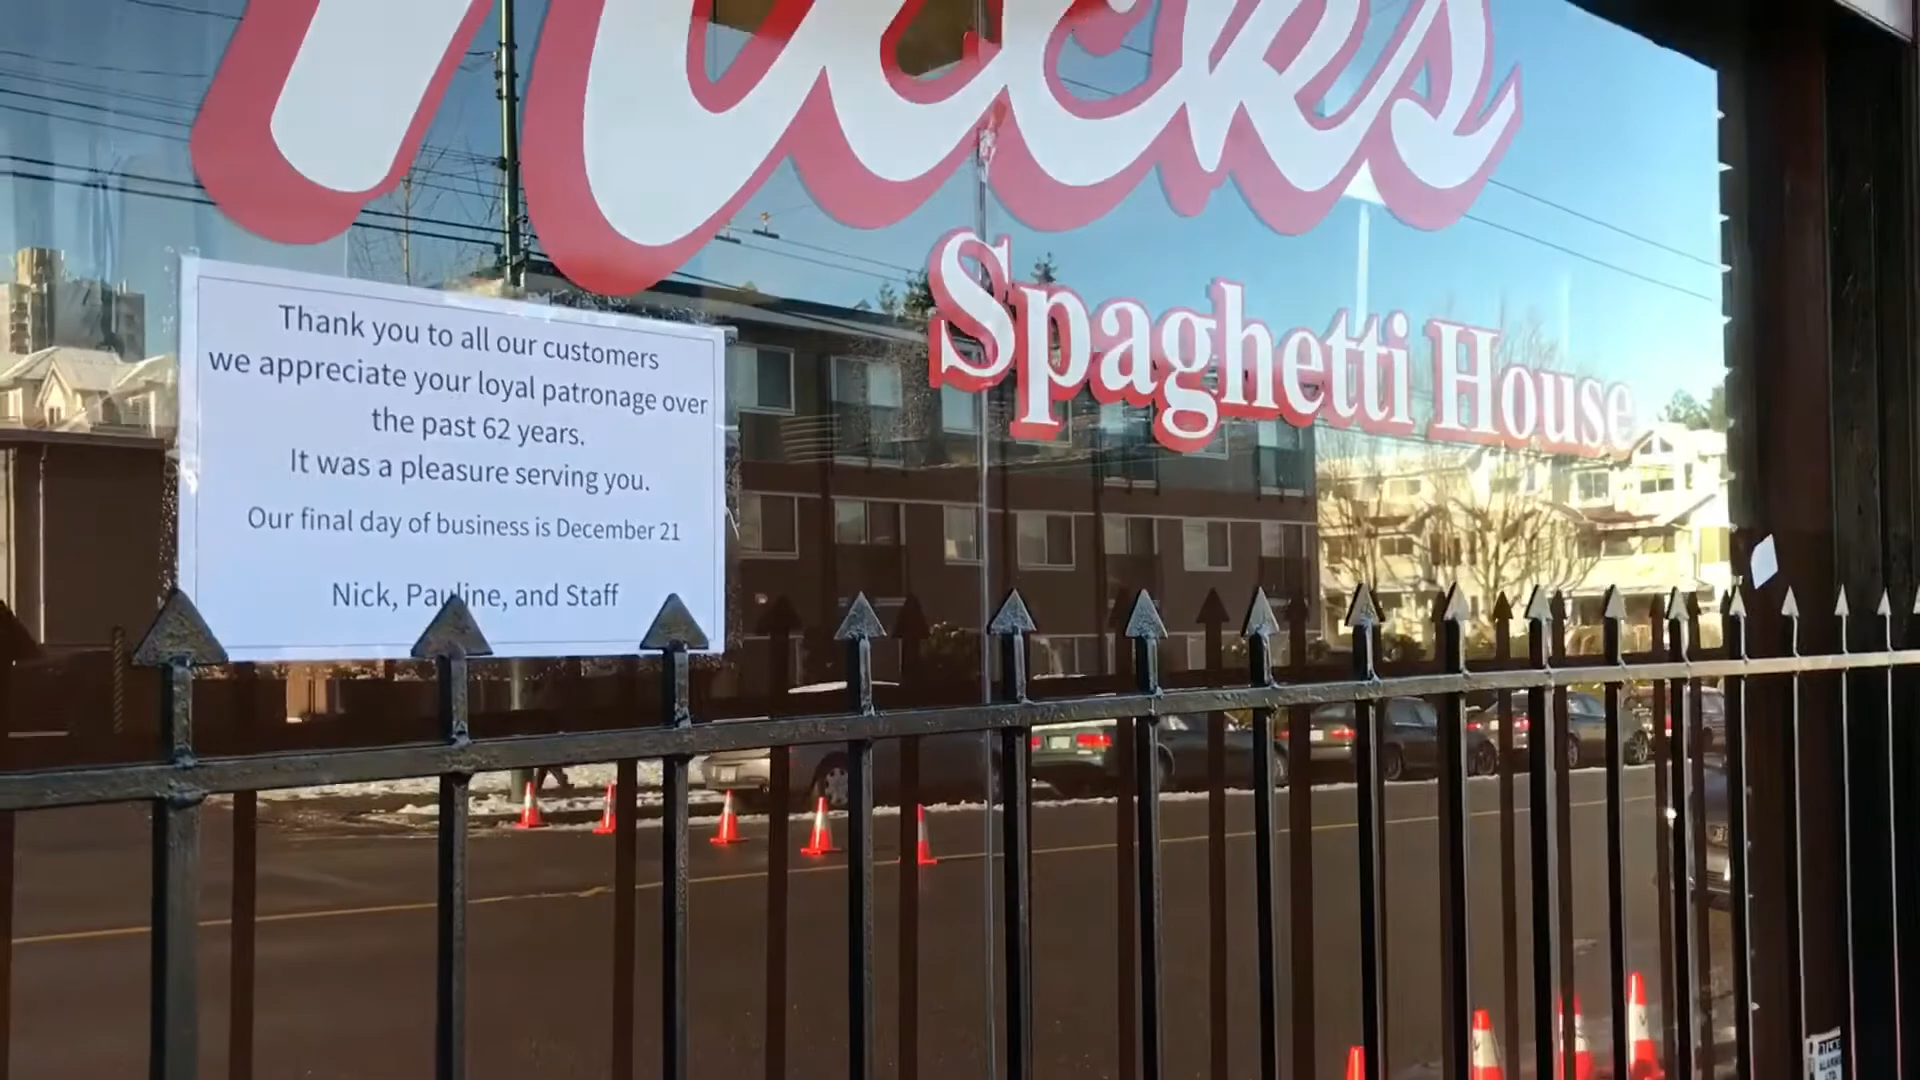 Nick's
Spaghetti House
Thank you to all our customers
we appreciate your loyal patronage over
the past 62 years.
It was a pleasure serving you.
Our final day of business is December 21
Nick, Pauline, and Staff